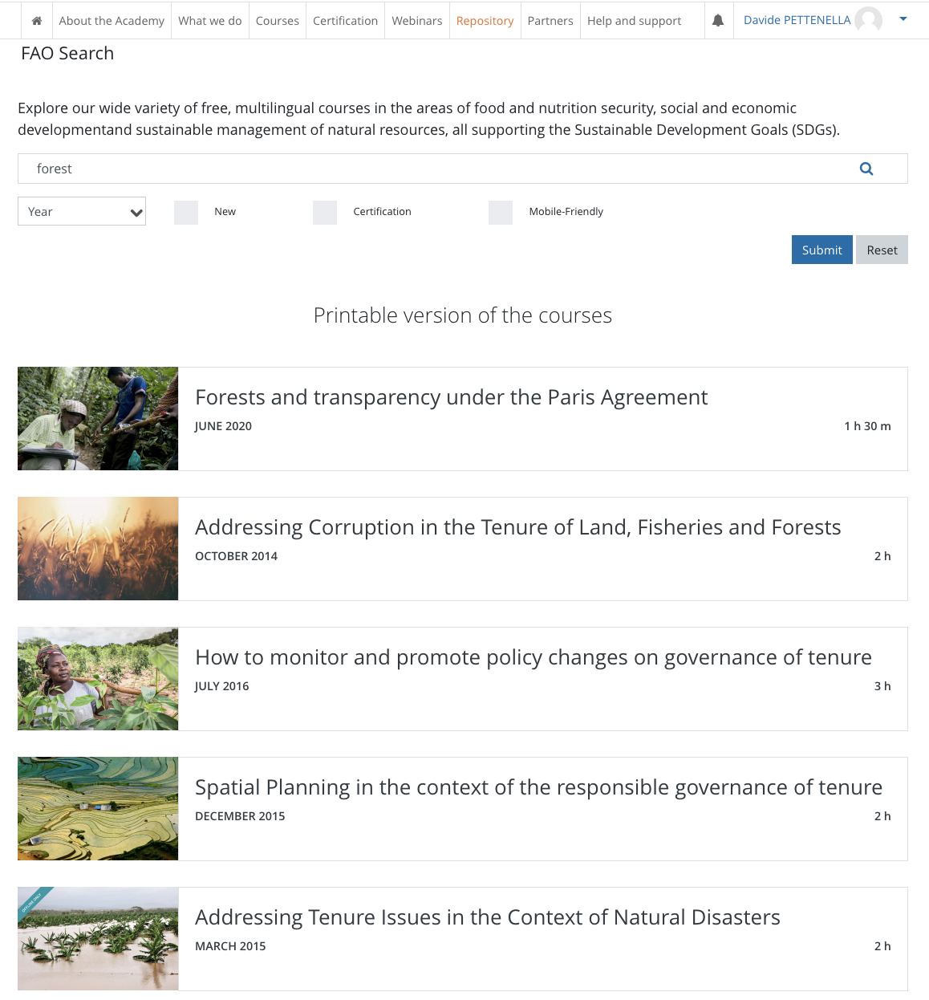 About the Academy What we do Courses Certification Webinars Repository Partners Help and support Davide PETTENELLA
FAO Search
Explore our wide variety of free, multilingual courses in the areas of food and nutrition security, social and economic
developmentand sustainable management of natural resources, all supporting the Sustainable Development Goals (SDGs).
forest
Year New Certification Mobile-Friendly
Submit Reset
Printable version of the courses
Forests and transparency under the Paris Agreement
JUNE 2020 1 h 30 m
Addressing Corruption in the Tenure of Land, Fisheries and Forests
OCTOBER 2014 2 h
How to monitor and promote policy changes on governance of tenure
JULY 2016 3 h
Spatial Planning in the context of the responsible governance of tenure
DECEMBER 2015 2 h
OFFLINE ONLY
Addressing Tenure Issues in the Context of Natural Disasters
MARCH 2015 2 h